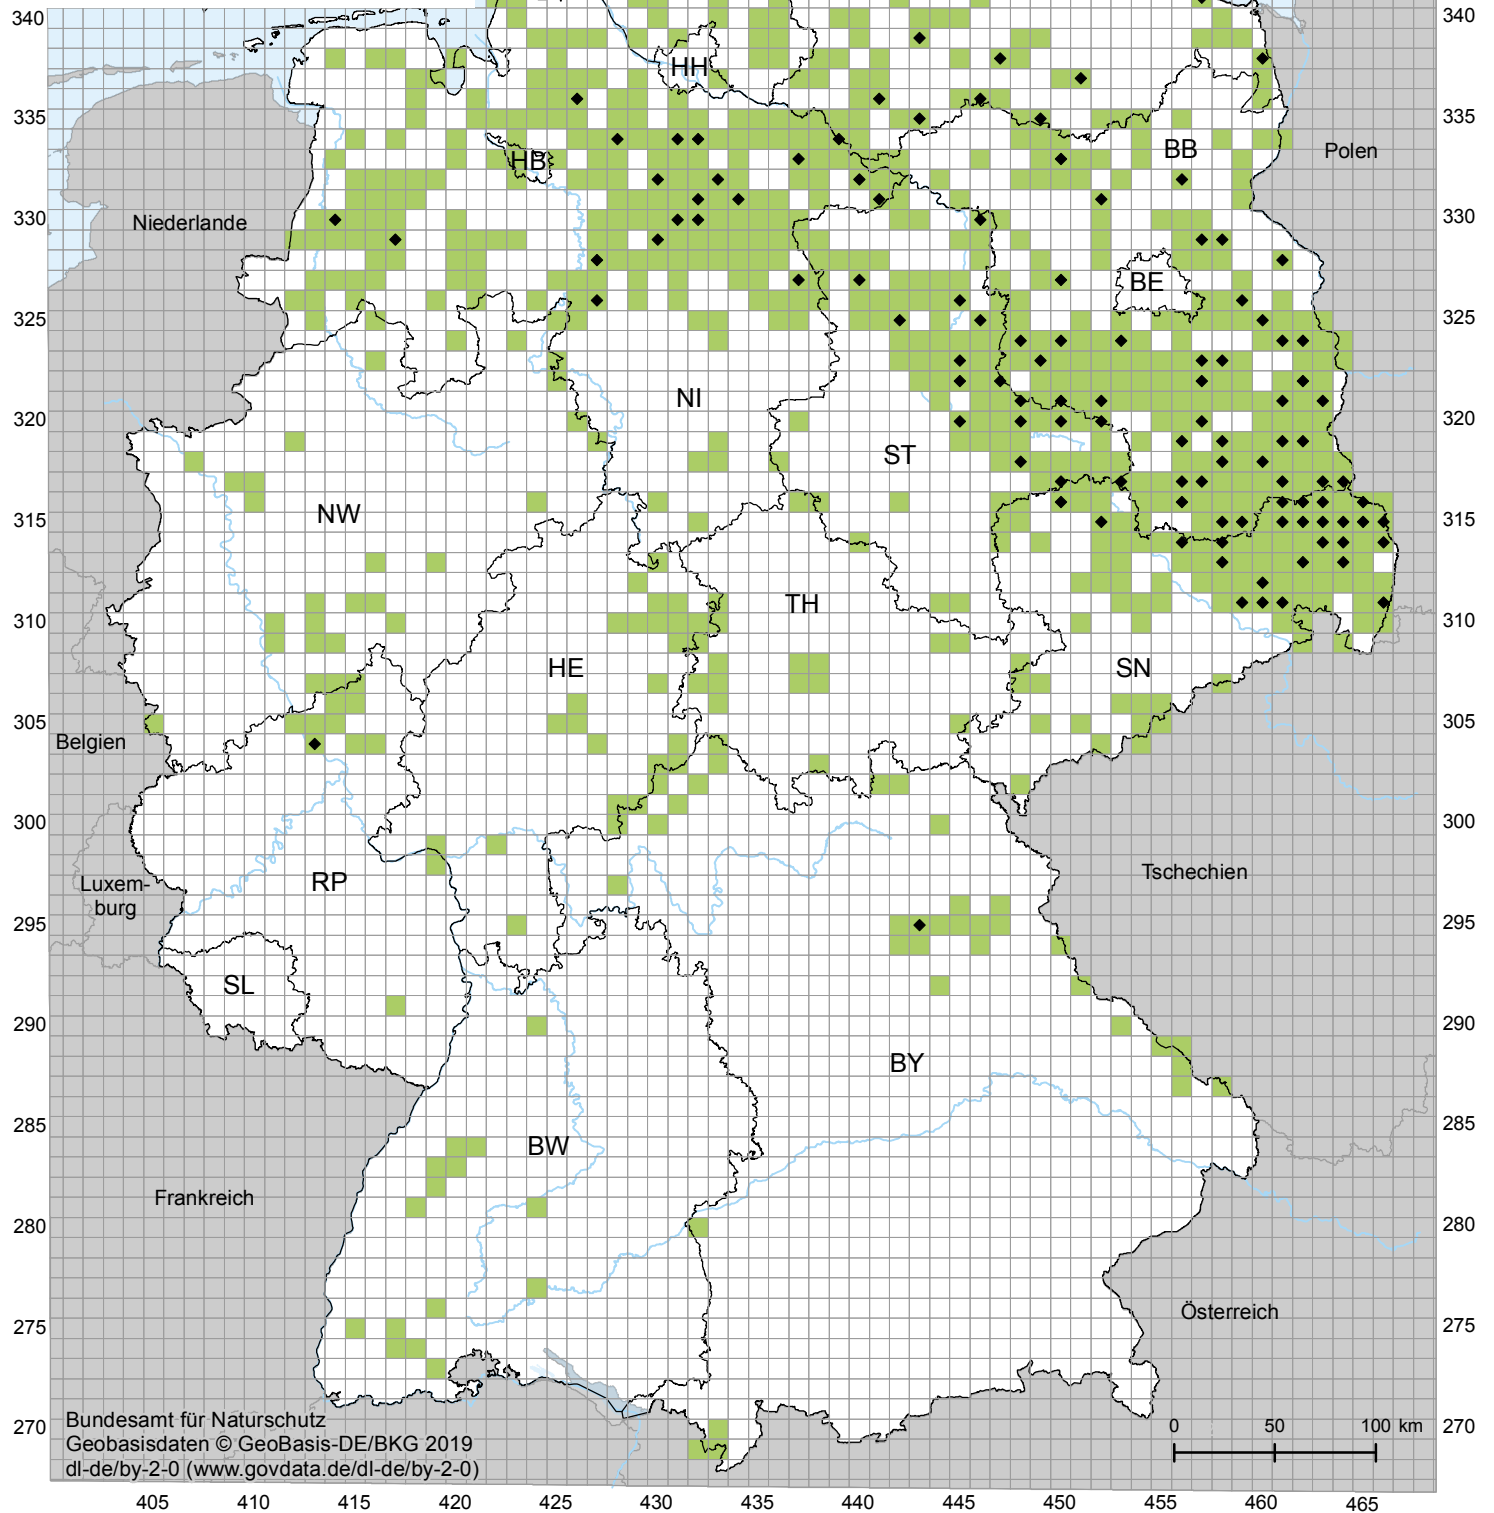 340
340
HH
335
335
HB
BB
Polen
Niederlande
330
330
BE
325
325
NI
320
320
ST
NW
315
315
TH
310
310
HE
SN
305
305
Belgien
300
300
Tschechien
RP
Luxem-
burg
295
295
SL
290
290
BY
285
285
BW
Frankreich
280
280
Österreich
275
275
Bundesamt für Naturschutz
Geobasisdaten © GeoBasis-DE/BKG 2019
dl-de/by-2-0 (www.govdata.de/dl-de/by-2-0)
0 50 100 km
270
270
405 410 415 420 425 430 435 440 445 450 455 460 465